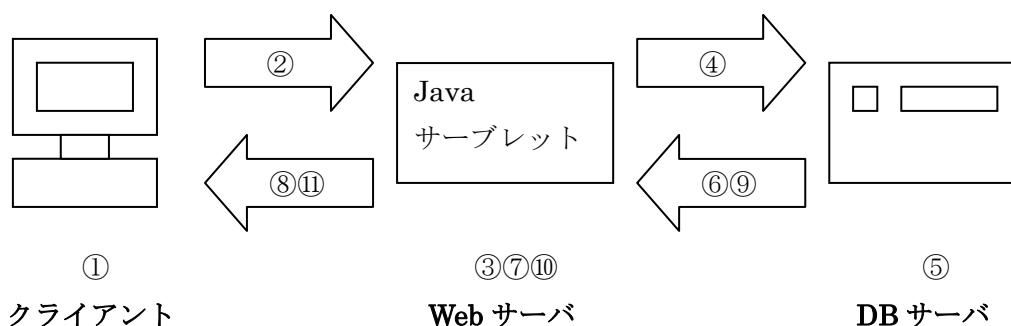 ② ④
Java
サーブレット
⑧⑪ ⑥⑨
① ③⑦⑩ ⑤
クライアント Web サーバ DB サーバ